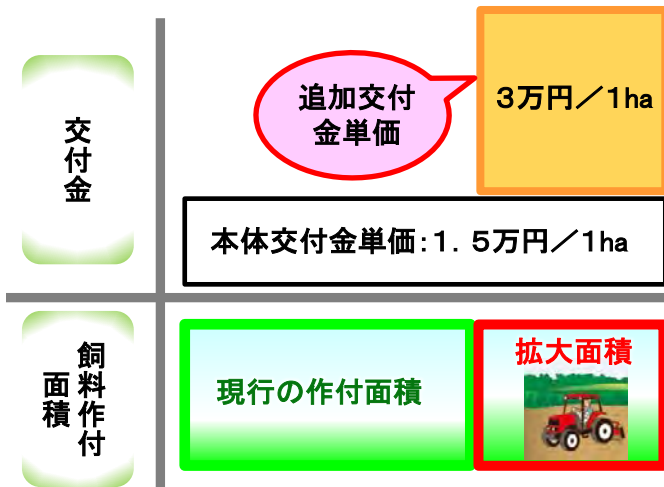 交付金
追加交付
金単価
３万円／1ha
本体交付金単価：１．５万円／1ha
飼料作付
面積
現行の作付面積
拡大面積